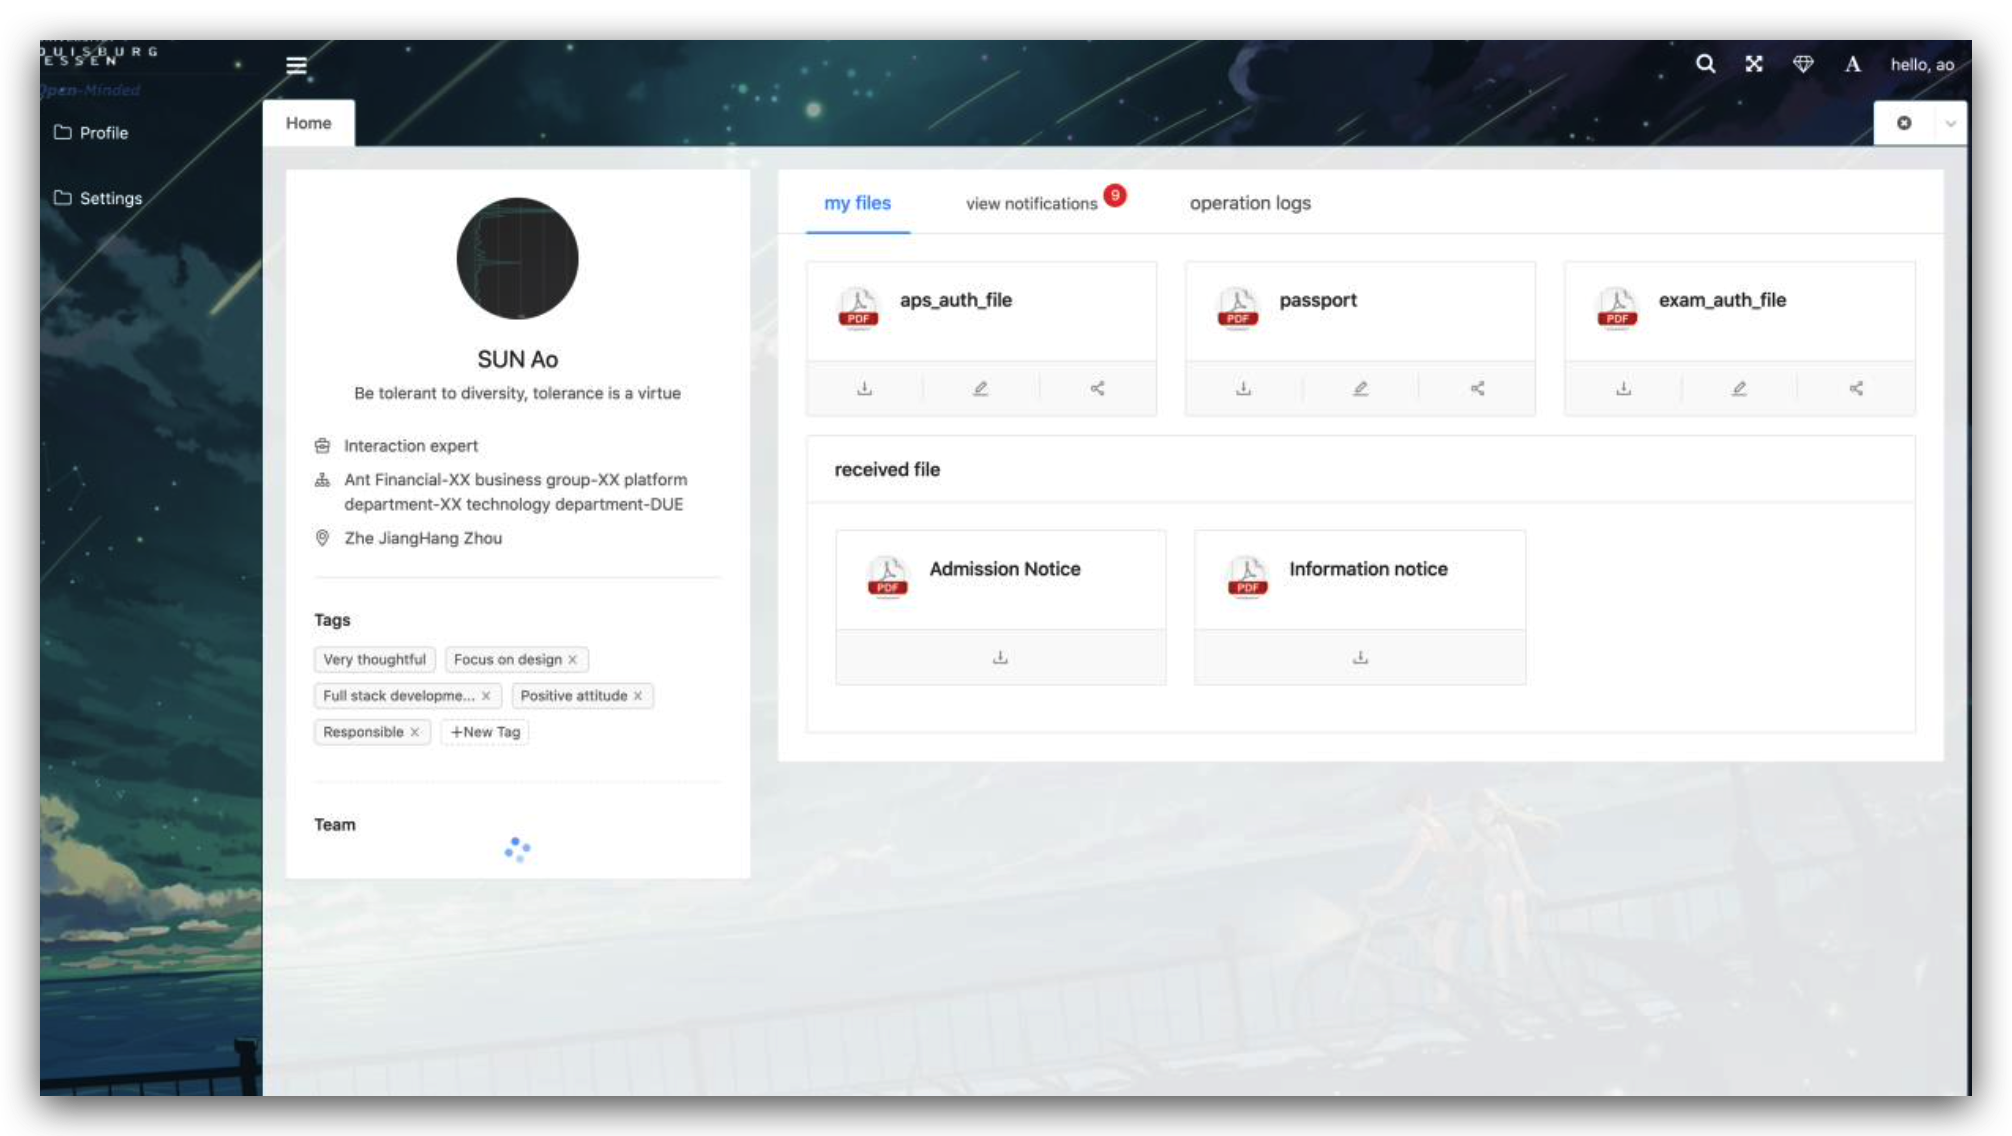 DUISBURG
ESSEN
Open-Minded
hello, ao
Profile
Settings
Home
SUN Ao
Be tolerant to diversity, tolerance is a virtue
Interaction expert
Ant Financial-XX business group-XX platform
department-XX technology department-DUE
Zhe JiangHang Zhou
Tags
Very thoughtful
Focus on design ×
Full stack developme... ×
Positive attitude ×
Responsible ×
+New Tag
Team
my files
view notifications 9
operation logs
PDF aps_auth_file
PDF passport
PDF exam_auth_file
received file
PDF Admission Notice
PDF Information notice